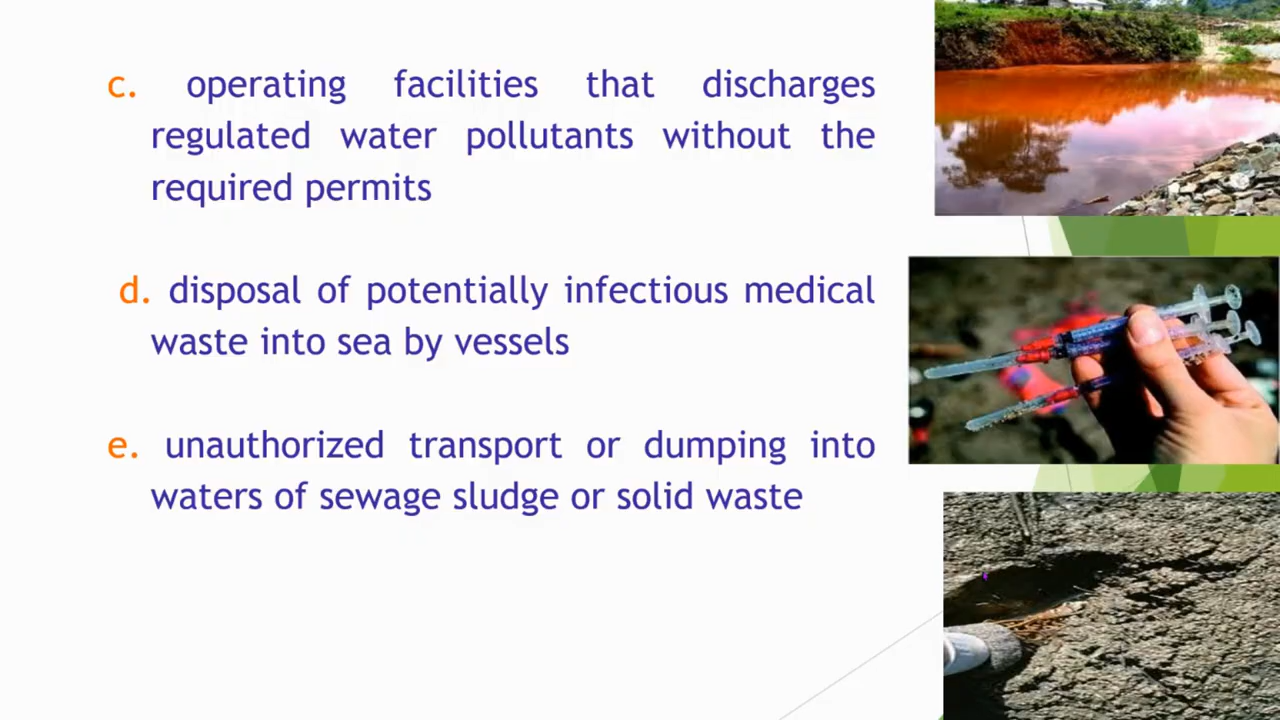 c. operating facilities that discharges
regulated water pollutants without the
required permits
d. disposal of potentially infectious medical
waste into sea by vessels
e. unauthorized transport or dumping into
waters of sewage sludge or solid waste